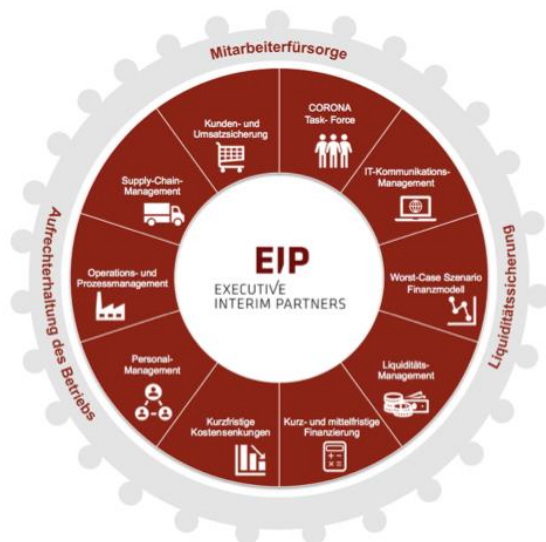 Mitarbeiterfürsorge
CORONA
Task- Force
IT-Kommunikations-
Management
Worst-Case Szenario
Finanzmodell
Liquiditäts-
Management
Kurz- und mittelfristige
Finanzierung
Kurzfristige
Kostensenkungen
Personal-
Management
Operations- und
Prozessmanagement
Supply-Chain-
Management
Kunden- und
Umsatzsicherung
Liquiditätssicherung
Aufrechterhaltung des Betriebs
EIP
EXECUTIVE
INTERIM PARTNERS